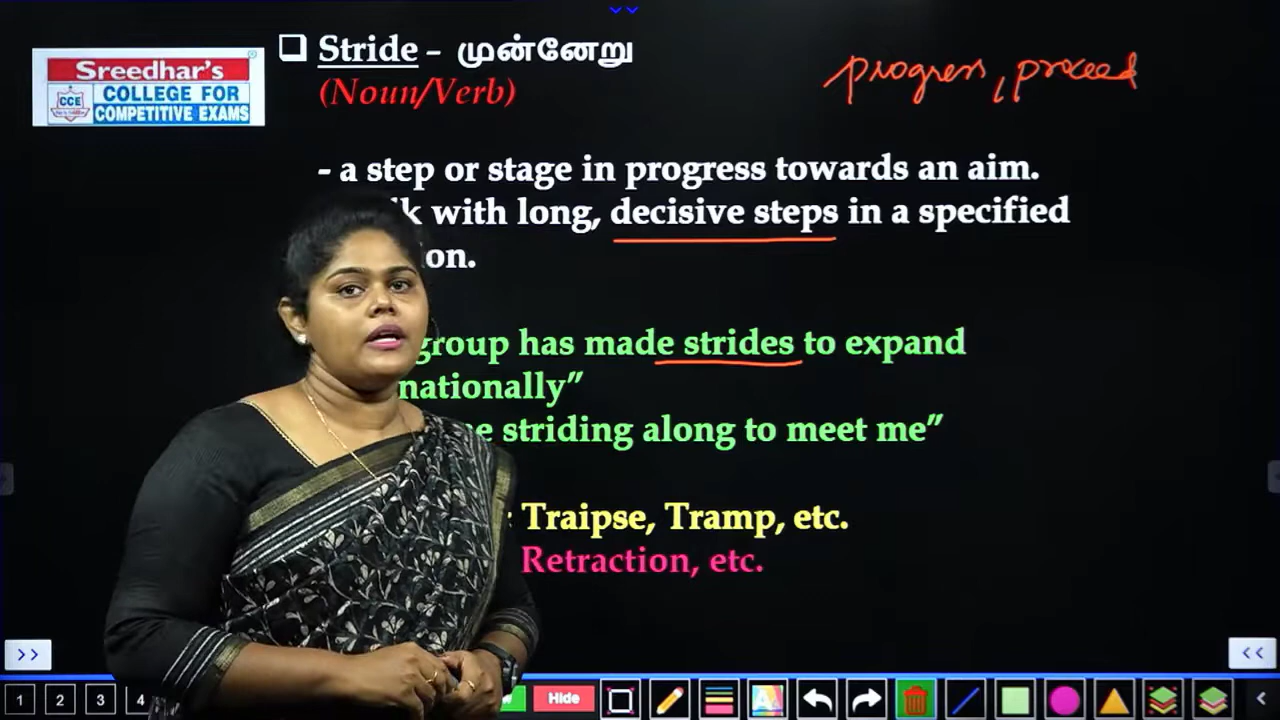 Stride – முன்னேறு
progress, proceed
(Noun/Verb)
Sreedhar's
CCE
COLLEGE FOR
COMPETITIVE EXAMS
- a step or stage in progress towards an aim.
with long, decisive steps in a specified
group has made strides to expand
nationally”
striding along to meet me”
: Traipse, Tramp, etc.
Retraction, etc.
>>
<<
1 2 3 4 Hide